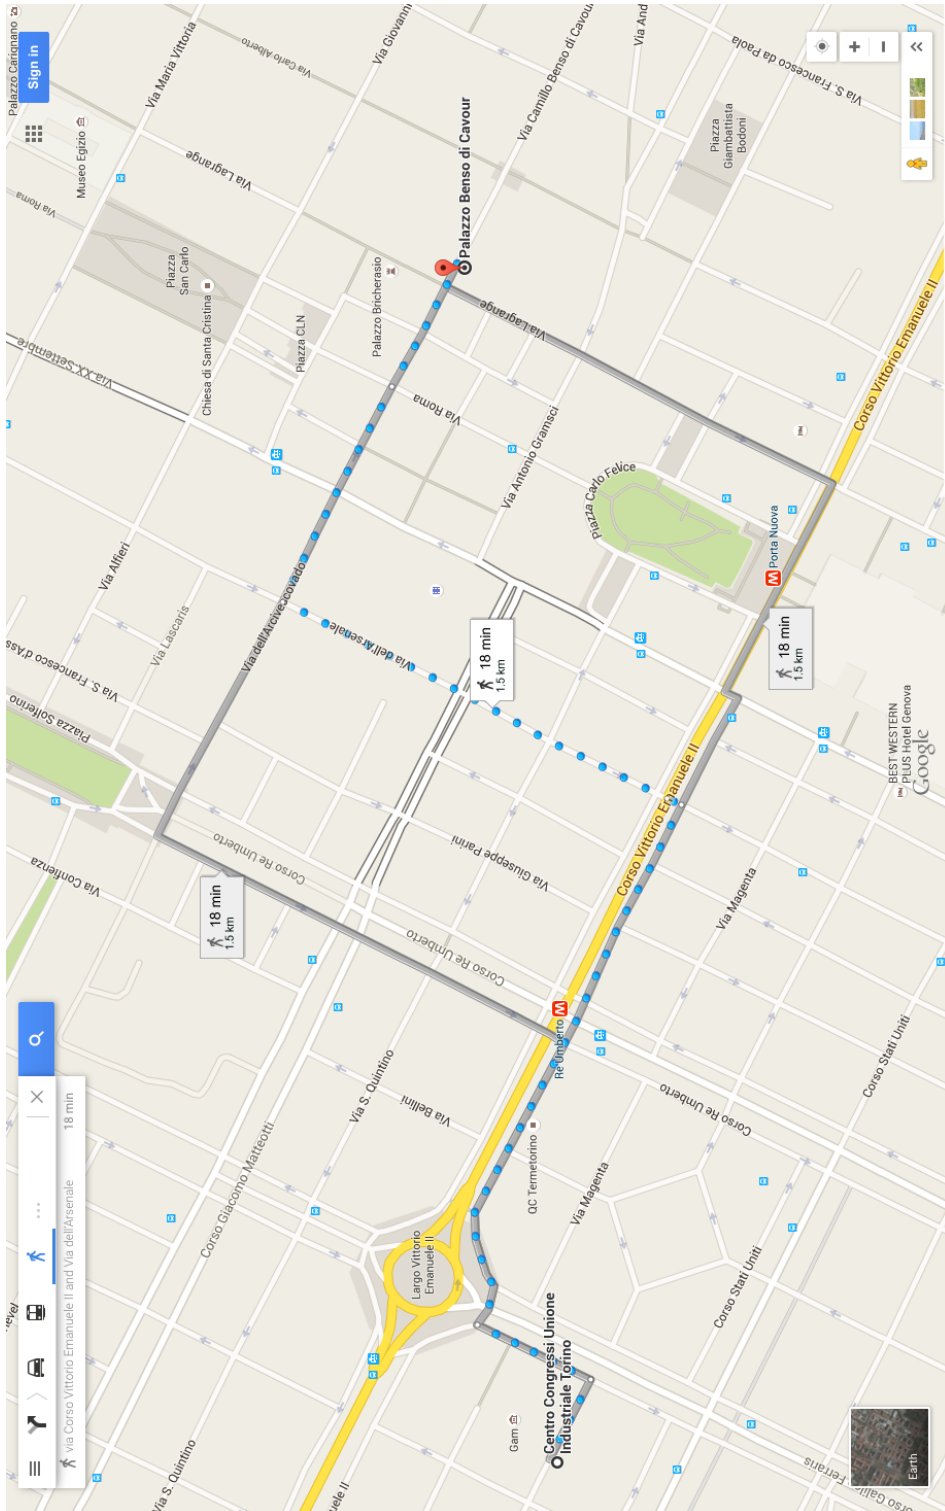 via Corso Vittorio Emanuele II and Via dell'Arsenale
18 min
Sign in
Palazzo Carignano
Via Maria Vittoria
Via Carlo Alberto
Via Giovanni
Via Camillo Benso di Cavour
Via And
Via S. Francesco da Paola
Museo Egizio
Via Roma
Via Lagrange
Piazza
San Carlo
Chiesa di Santa Cristina
Piazza CLN
Palazzo Bricherasio
Palazzo Benso di Cavour
Piazza
Giambattista
Bodoni
Via XX Settembre
Via Roma
Via Lagrange
Via Antonio Gramsci
Piazza Carlo Felice
Corso Vittorio Emanuele II
Porta Nuova
Via Alfieri
Via Lascaris
Via S. Francesco d'Ass
Piazza Solferino
Via dell'Arcivescovado
Via dell'Arsenale
18 min
1.5 km
18 min
1.5 km
18 min
1.5 km
Via Confienza
Corso Re Umberto
Via Giuseppe Parini
Corso Vittorio Emanuele II
BEST WESTERN
PLUS Hotel Genova
Google
Via Magenta
Corso Re Umberto
Re Umberto
Corso Stati Uniti
Via S. Quintino
Via Bellini
Corso Giacomo Matteotti
QC Termetorino
Via Magenta
Corso Re Umberto
Largo Vittorio
Emanuele II
Corso Stati Uniti
Centro Congressi Unione
Industriale Torino
Gam
Via S. Quintino
uele II
Corso Galileo Ferraris
Earth